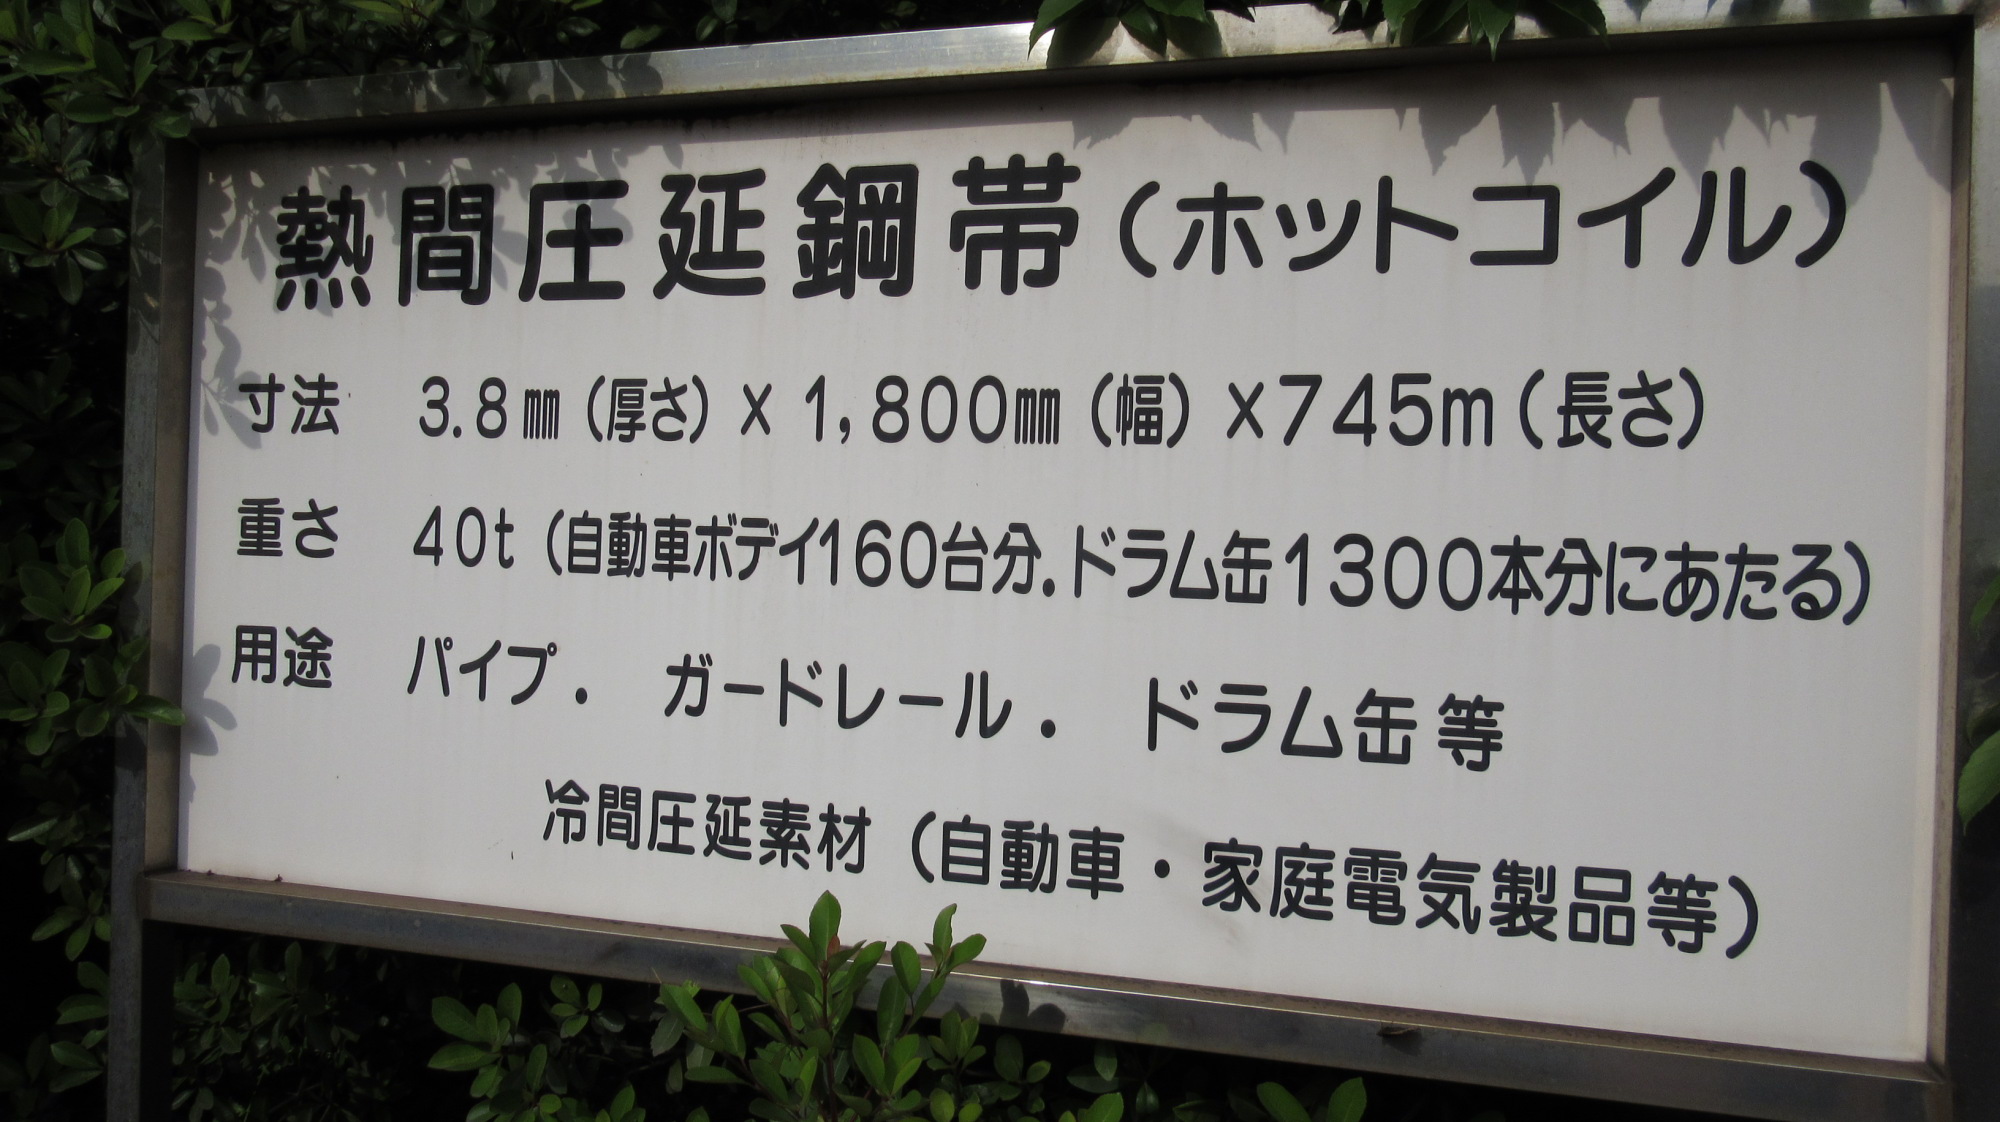 熱間圧延鋼帯(ホットコイル)
寸法 3.8㎜(厚さ)×1,800㎜(幅)×745m(長さ)
重さ 40t(自動車ボデイ160台分.ドラム缶1300本分にあたる)
用途 パイプ. ガードレール. ドラム缶等
冷間圧延素材(自動車・家庭電気製品等)